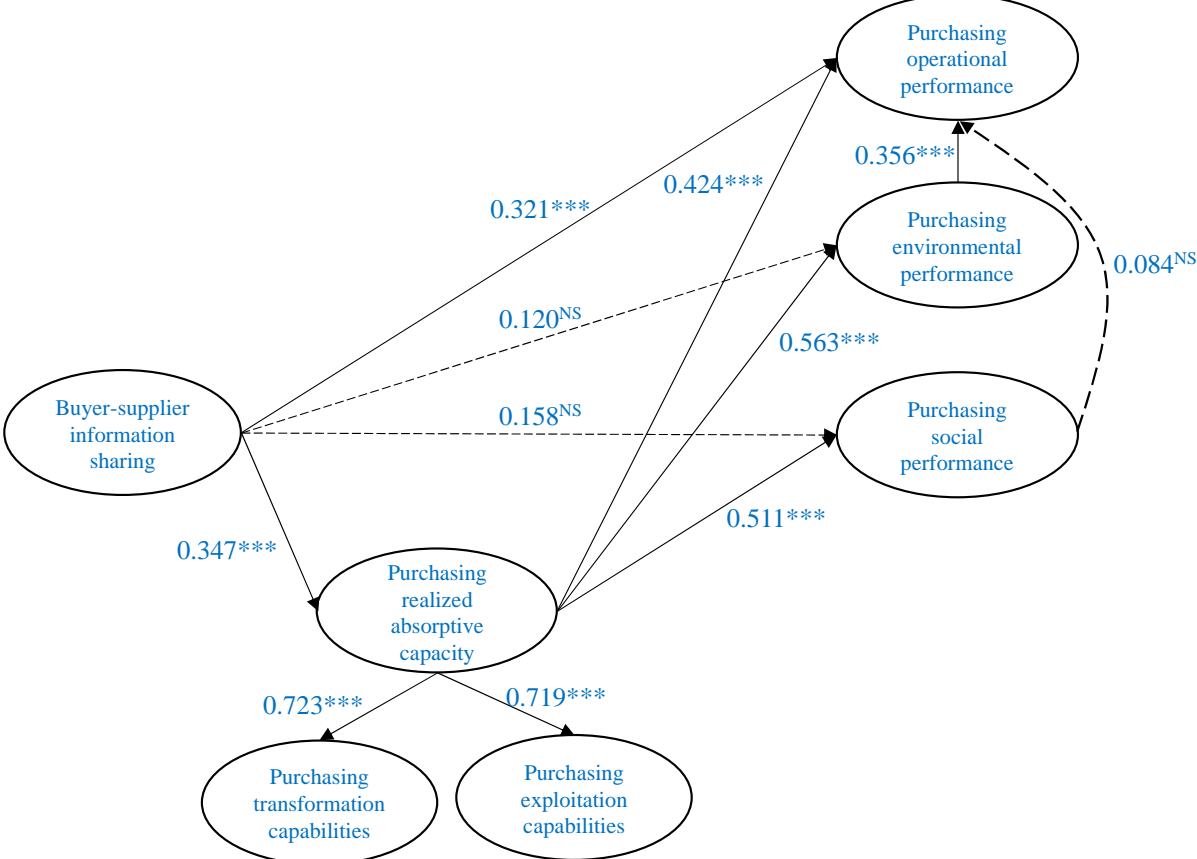 Purchasing
operational
performance
0.356***
0.424***
0.321***
Purchasing
environmental
performance
0.084NS
0.120NS
0.563***
Buyer-supplier
information
sharing
0.158NS
Purchasing
social
performance
0.511***
0.347***
Purchasing
realized
absorptive
capacity
0.723***
0.719***
Purchasing
transformation
capabilities
Purchasing
exploitation
capabilities